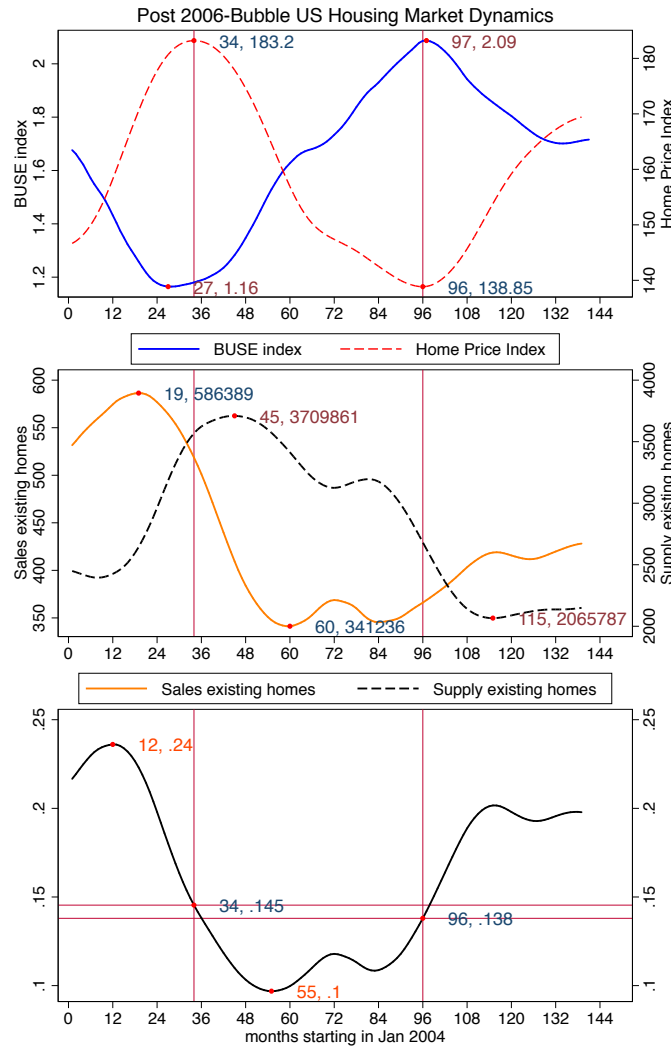 Post 2006-Bubble US Housing Market Dynamics
34, 183.2
97, 2.09
27, 1.16
96, 138.85
BUSE index
1.2 1.4 1.6 1.8 2
Home Price Index
140 150 160 170 180
0 12 24 36 48 60 72 84 96 108 120 132 144
BUSE index Home Price Index
19, 586389
45, 3709861
60, 341236
115, 2065787
Sales existing homes
350 400 450 500 550 600
Supply existing homes
2000 2500 3000 3500 4000
0 12 24 36 48 60 72 84 96 108 120 132 144
Sales existing homes Supply existing homes
12, .24
34, .145
96, .138
55, .1
.1 .15 .2 .25
0 12 24 36 48 60 72 84 96 108 120 132 144
months starting in Jan 2004